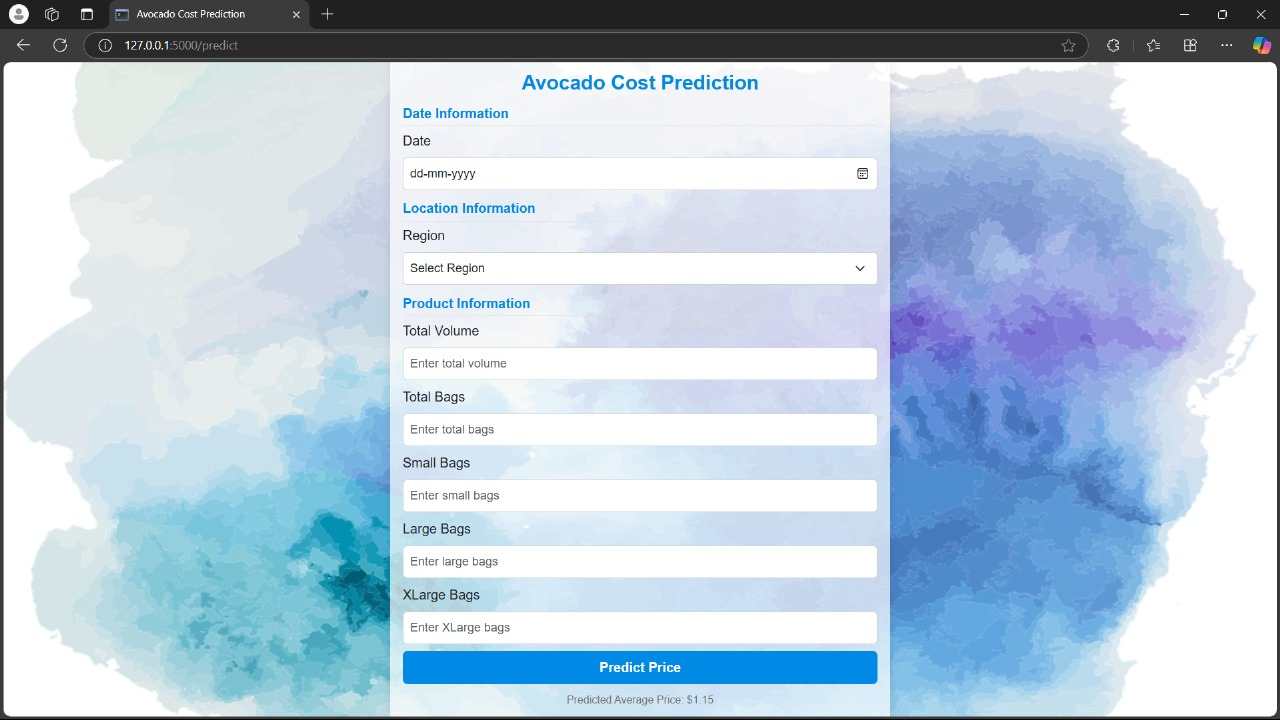 Avocado Cost Prediction
127.0.0.1:5000/predict
Avocado Cost Prediction
Date Information
Date
dd-mm-yyyy
Location Information
Region
Select Region
Product Information
Total Volume
Enter total volume
Total Bags
Enter total bags
Small Bags
Enter small bags
Large Bags
Enter large bags
XLarge Bags
Enter XLarge bags
Predict Price
Predicted Average Price: $1.15